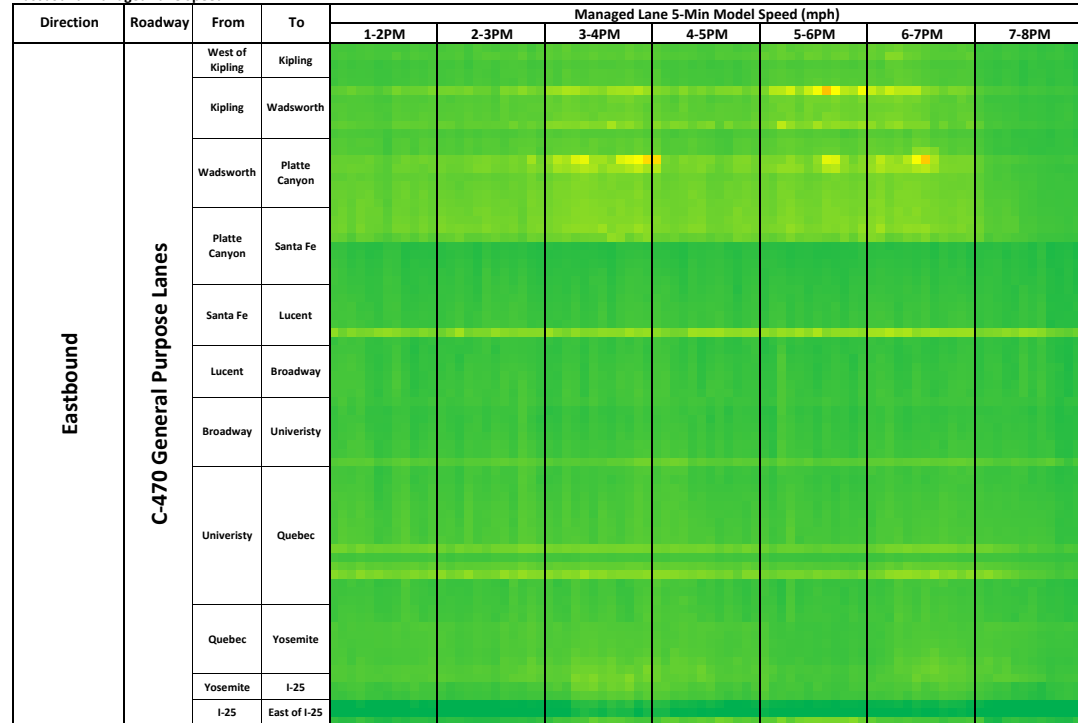 Direction Roadway From To Managed Lane 5-Min Model Speed (mph)
1-2PM 2-3PM 3-4PM 4-5PM 5-6PM 6-7PM 7-8PM
Eastbound
C-470 General Purpose Lanes
West of
Kipling
Kipling
Kipling
Wadsworth
Wadsworth
Platte
Canyon
Platte
Canyon
Santa Fe
Santa Fe
Lucent
Lucent
Broadway
Broadway
Univeristy
Univeristy
Quebec
Quebec
Yosemite
Yosemite
I-25
I-25
East of I-25